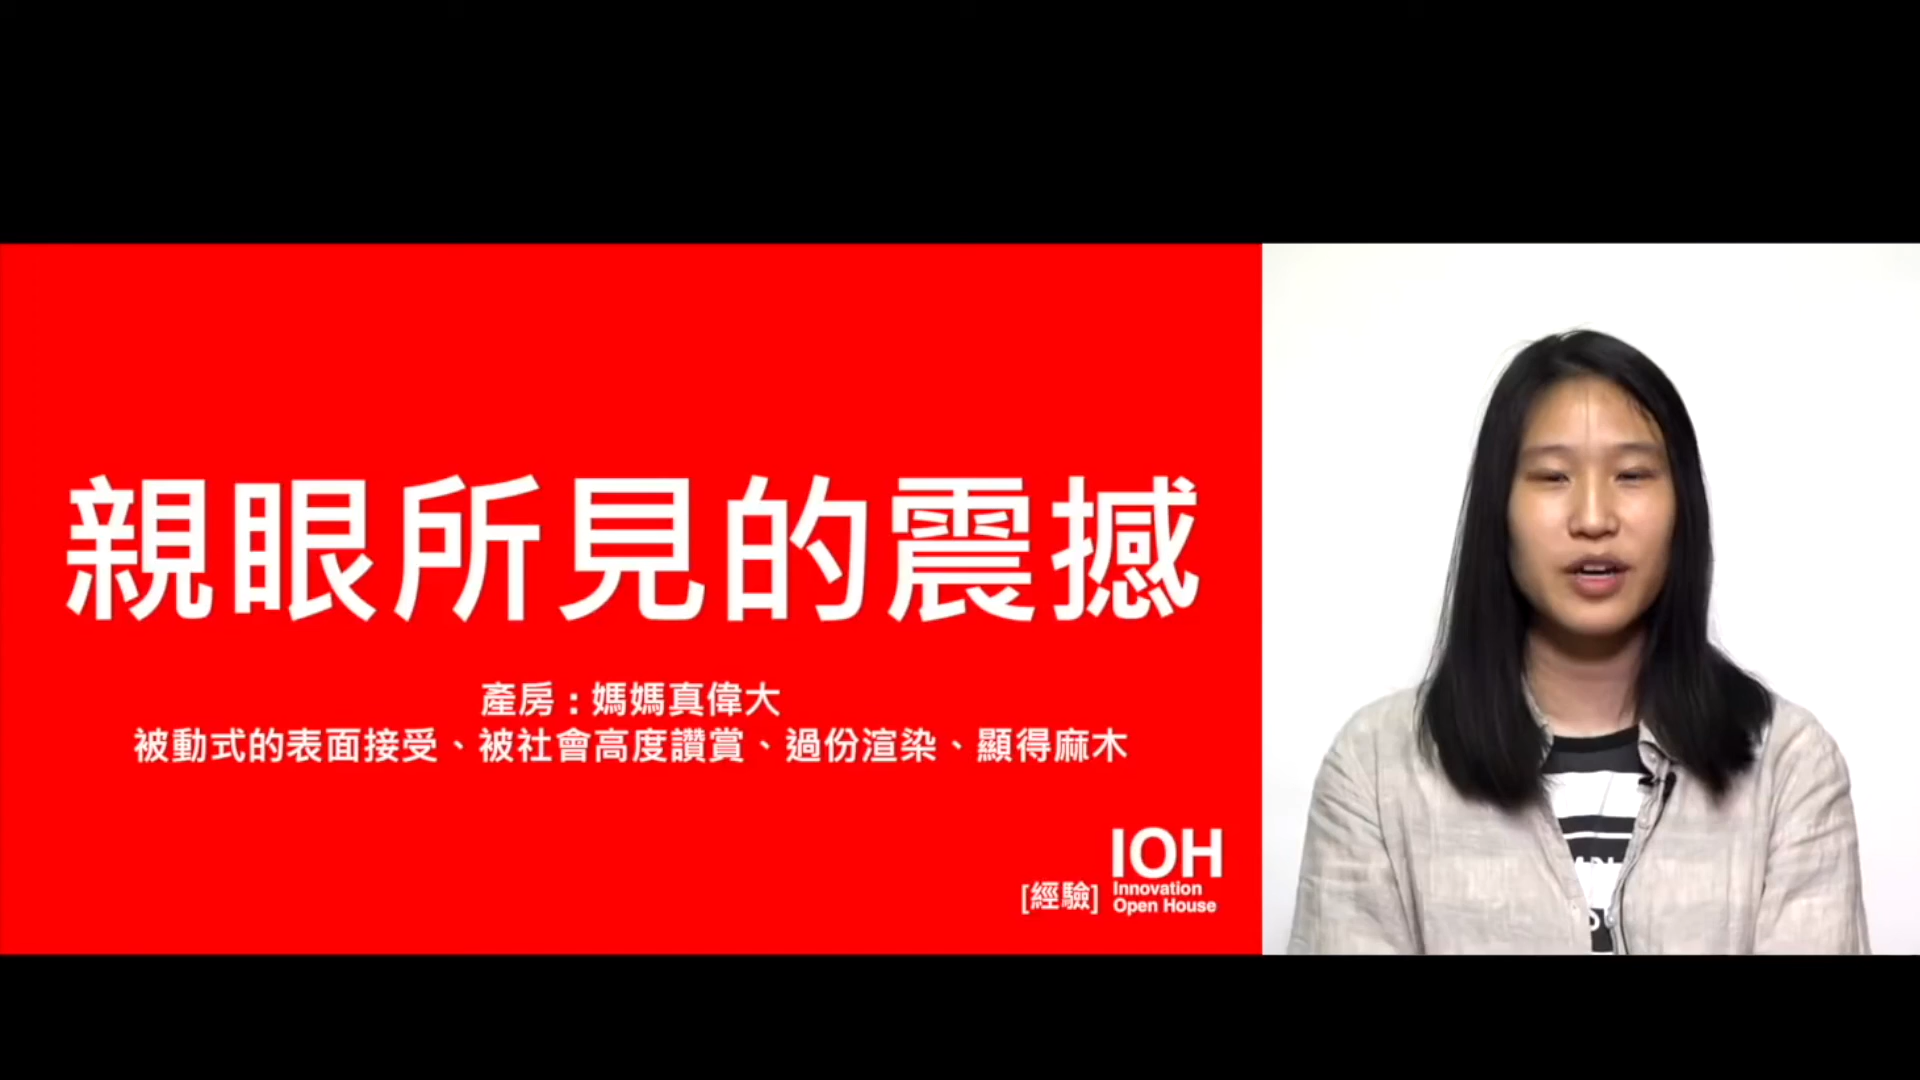 親眼所見的震撼
產房：媽媽真偉大
被動式的表面接受、被社會高度讚賞、過份渲染、顯得麻木
[經驗]
IOH
Innovation
Open House